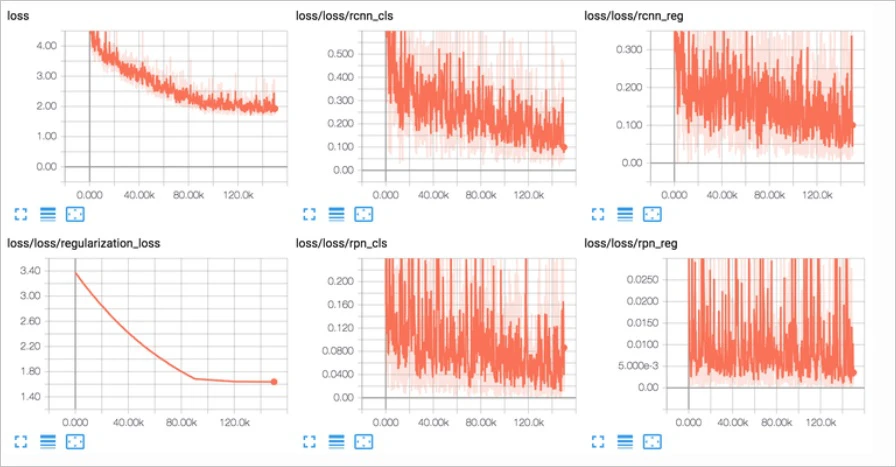 loss
4.00
3.00
2.00
1.00
0.00
0.000 40.00k 80.00k 120.0k
loss/loss/rcnn_cls
0.500
0.400
0.300
0.200
0.100
0.00
0.000 40.00k 80.00k 120.0k
loss/loss/rcnn_reg
0.300
0.200
0.100
0.00
0.000 40.00k 80.00k 120.0k
loss/loss/regularization_loss
3.40
3.00
2.60
2.20
1.80
1.40
0.000 40.00k 80.00k 120.0k
loss/loss/rpn_cls
0.200
0.160
0.120
0.0800
0.0400
0.00
0.000 40.00k 80.00k 120.0k
loss/loss/rpn_reg
0.0250
0.0200
0.0150
0.0100
5.000e-3
0.00
0.000 40.00k 80.00k 120.0k